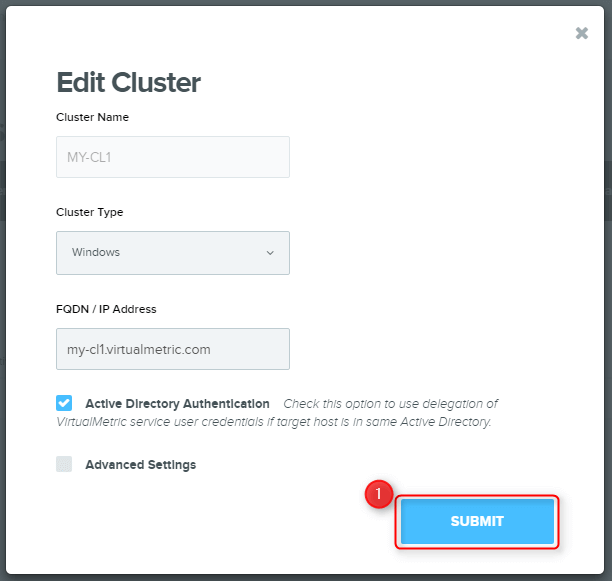 Edit Cluster
Cluster Name
MY-CL1
Cluster Type
Windows
FQDN / IP Address
my-cl1.virtualmetric.com
Active Directory Authentication Check this option to use delegation of
VirtualMetric service user credentials if target host is in same Active Directory.
Advanced Settings
1
SUBMIT